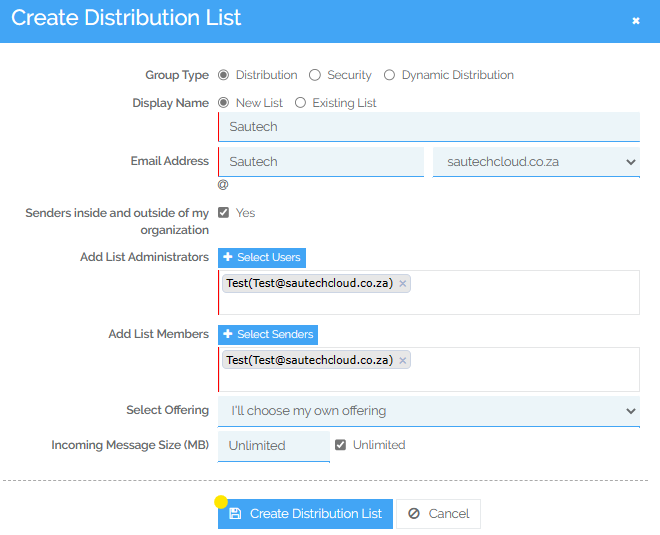 Create Distribution List ×
Group Type Distribution Security Dynamic Distribution
Display Name New List Existing List
Sautech
Email Address Sautech sautechcloud.co.za
@
Senders inside and outside of my
organization Yes
Add List Administrators + Select Users
Test(Test@sautechcloud.co.za) ×
Add List Members + Select Senders
Test(Test@sautechcloud.co.za) ×
Select Offering I'll choose my own offering
Incoming Message Size (MB) Unlimited Unlimited
Create Distribution List Cancel